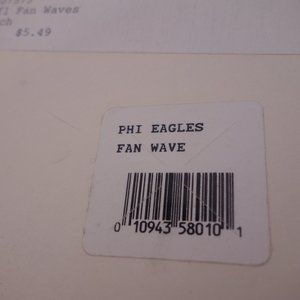 Fan Waves
$5.49
PHI EAGLES
FAN WAVE
0 10943 58010 1